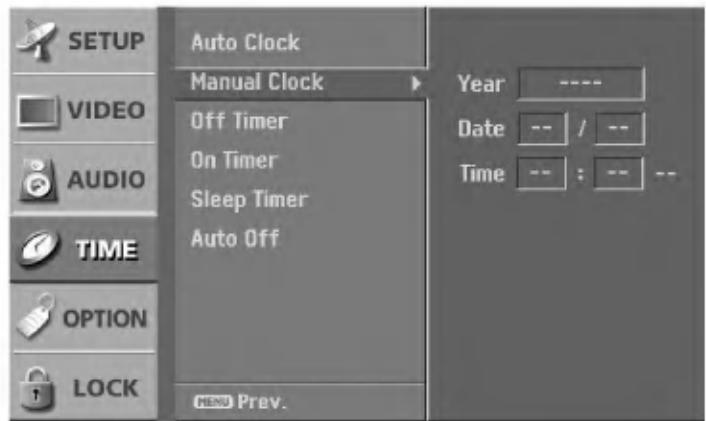 SETUP
VIDEO
AUDIO
TIME
OPTION
LOCK
Auto Clock
Manual Clock
Off Timer
On Timer
Sleep Timer
Auto Off
MENU Prev.
Year ----
Date -- / --
Time -- : -- --